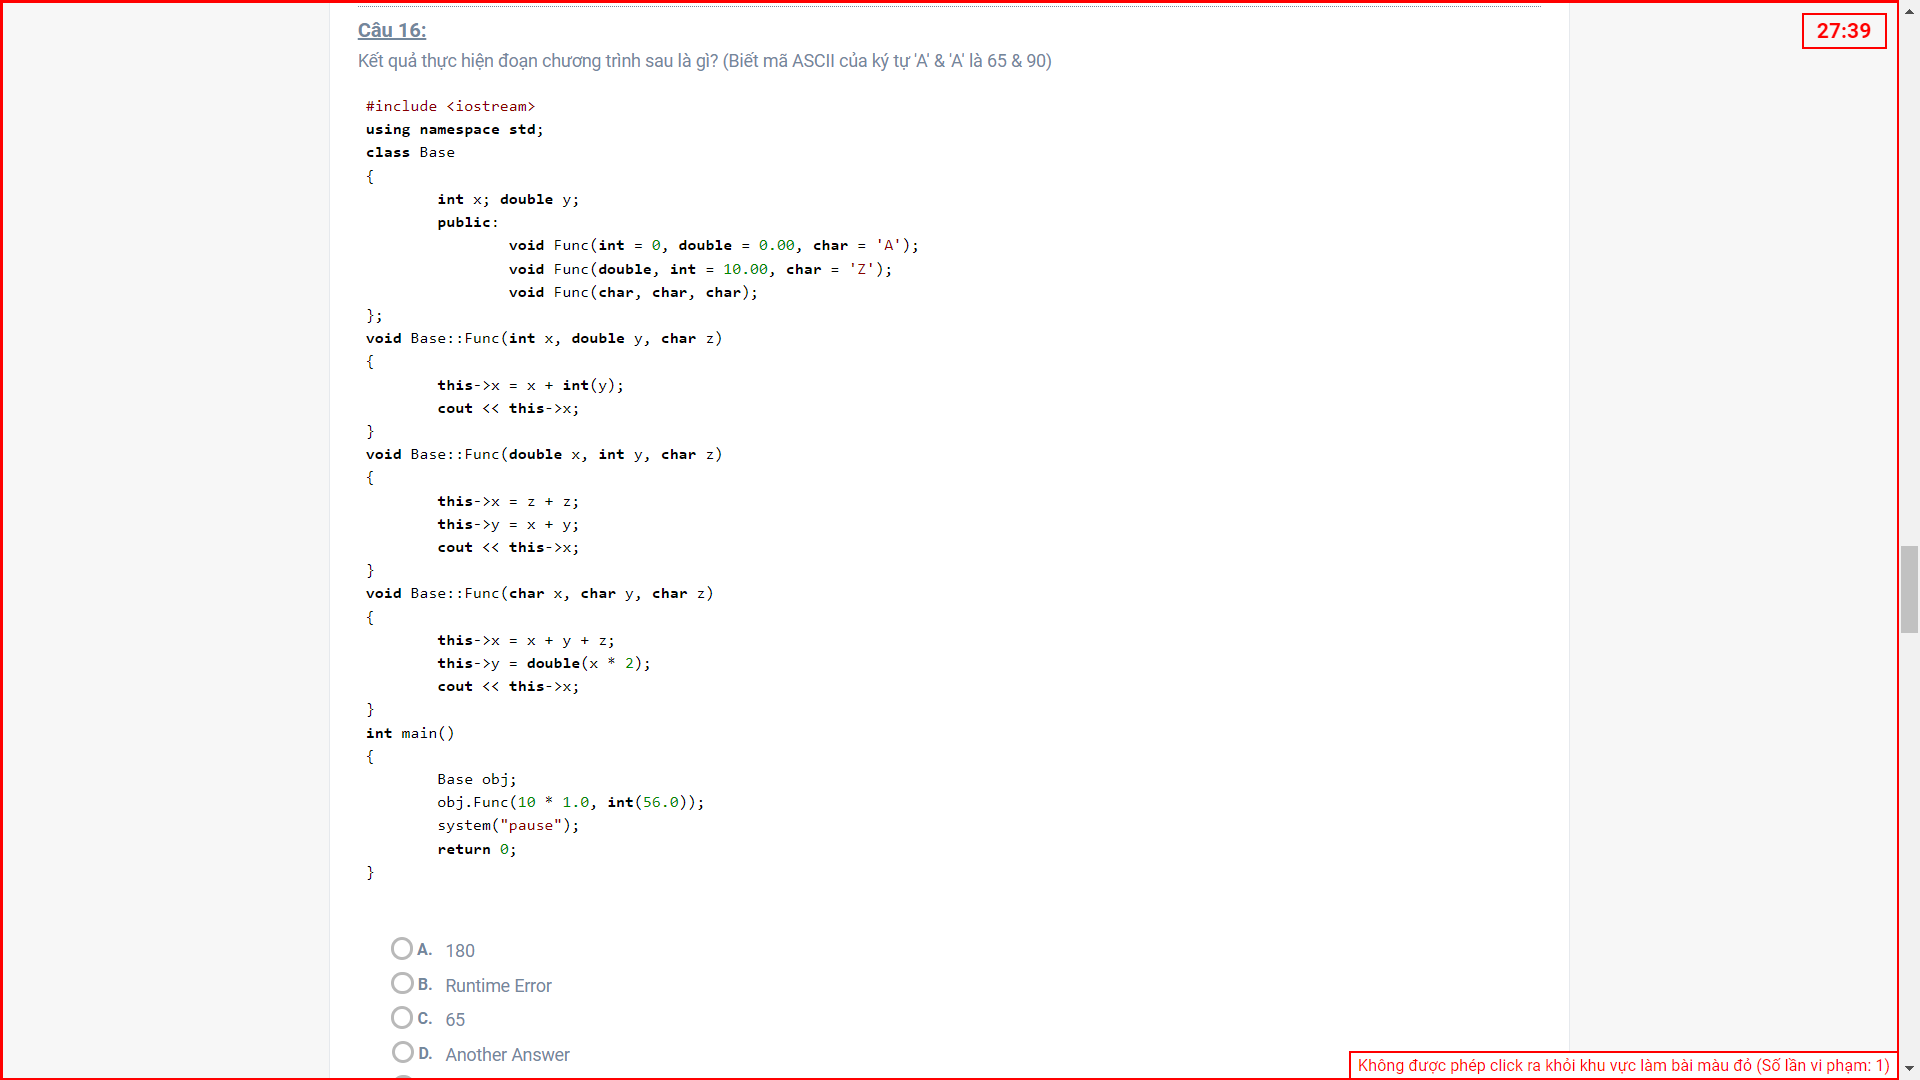 Câu 16:
27:39
Kết quả thực hiện đoạn chương trình sau là gì? (Biết mã ASCII của ký tự 'A' & 'A' là 65 & 90)
#include <iostream>
using namespace std;
class Base
{
int x; double y;
public:
void Func(int = 0, double = 0.00, char = 'A');
void Func(double, int = 10.00, char = 'Z');
void Func(char, char, char);
};
void Base::Func(int x, double y, char z)
{
this->x = x + int(y);
cout << this->x;
}
void Base::Func(double x, int y, char z)
{
this->x = z + z;
this->y = x + y;
cout << this->x;
}
void Base::Func(char x, char y, char z)
{
this->x = x + y + z;
this->y = double(x * 2);
cout << this->x;
}
int main()
{
Base obj;
obj.Func(10 * 1.0, int(56.0));
system("pause");
return 0;
}
A. 180
B. Runtime Error
C. 65
D. Another Answer
Không được phép click ra khỏi khu vực làm bài màu đỏ (Số lần vi phạm: 1)